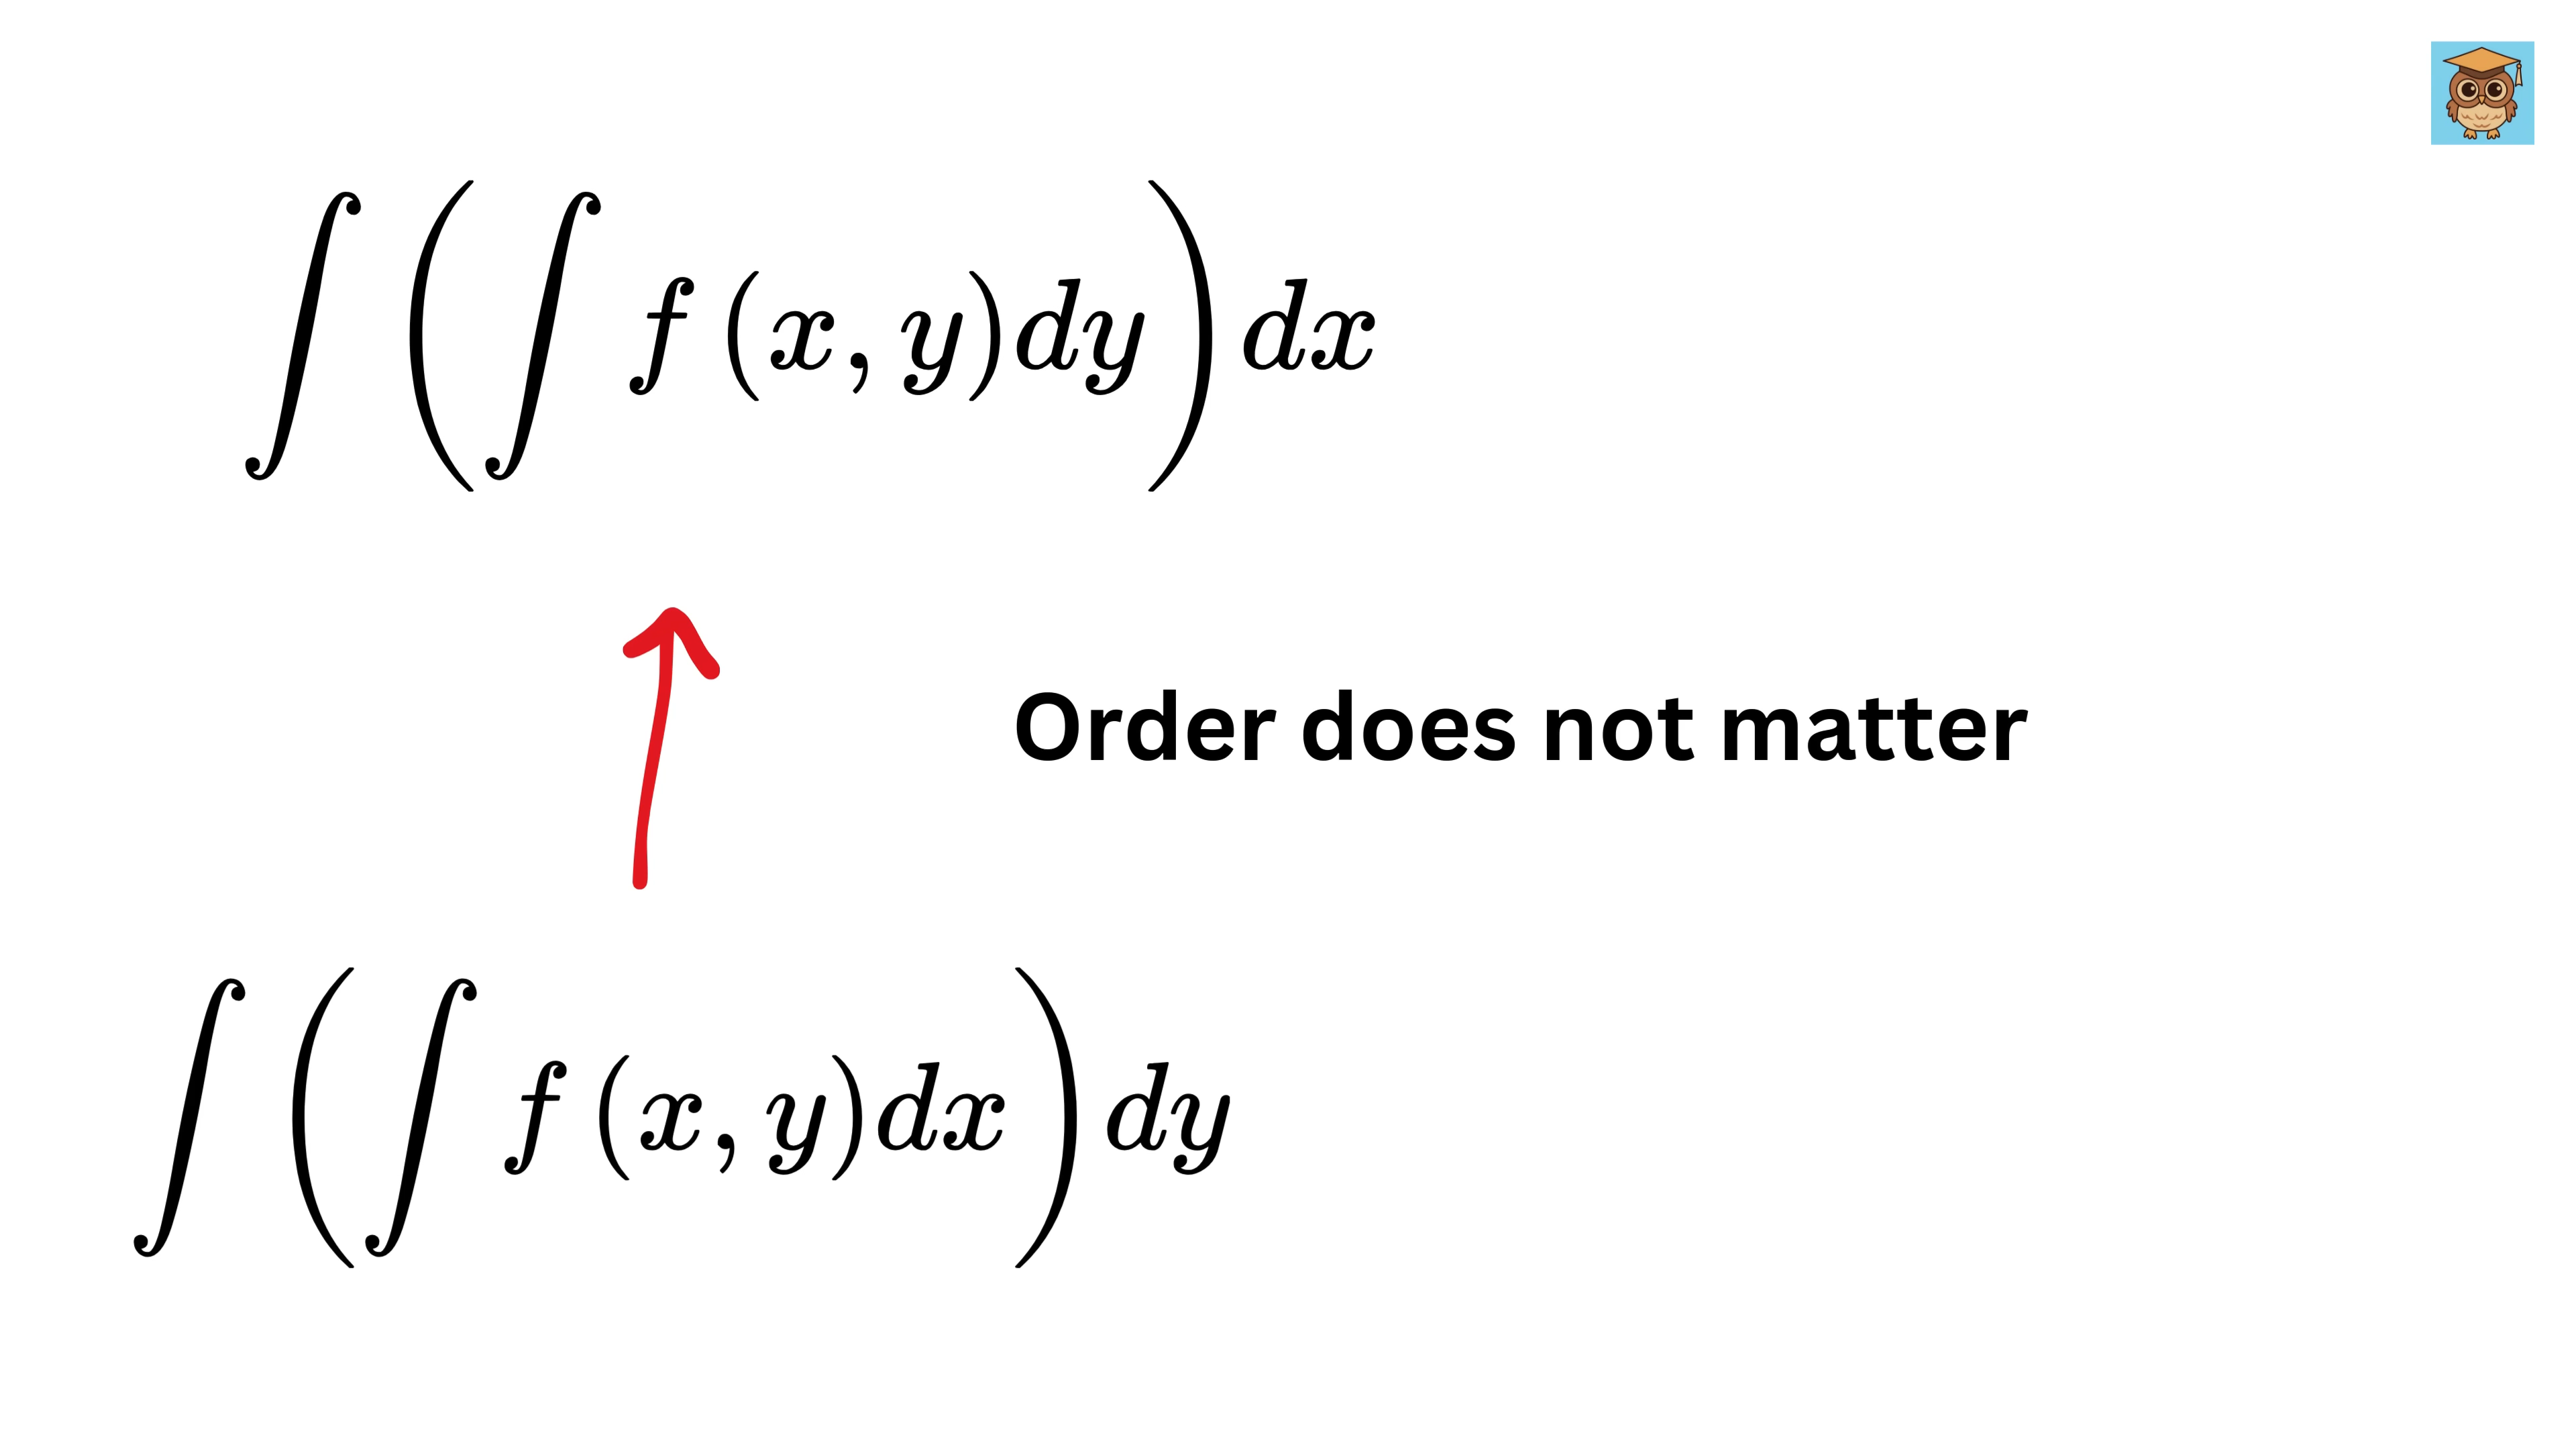 ∫(∫f(x,y)dy)dx
Order does not matter
∫(∫f(x,y)dx)dy